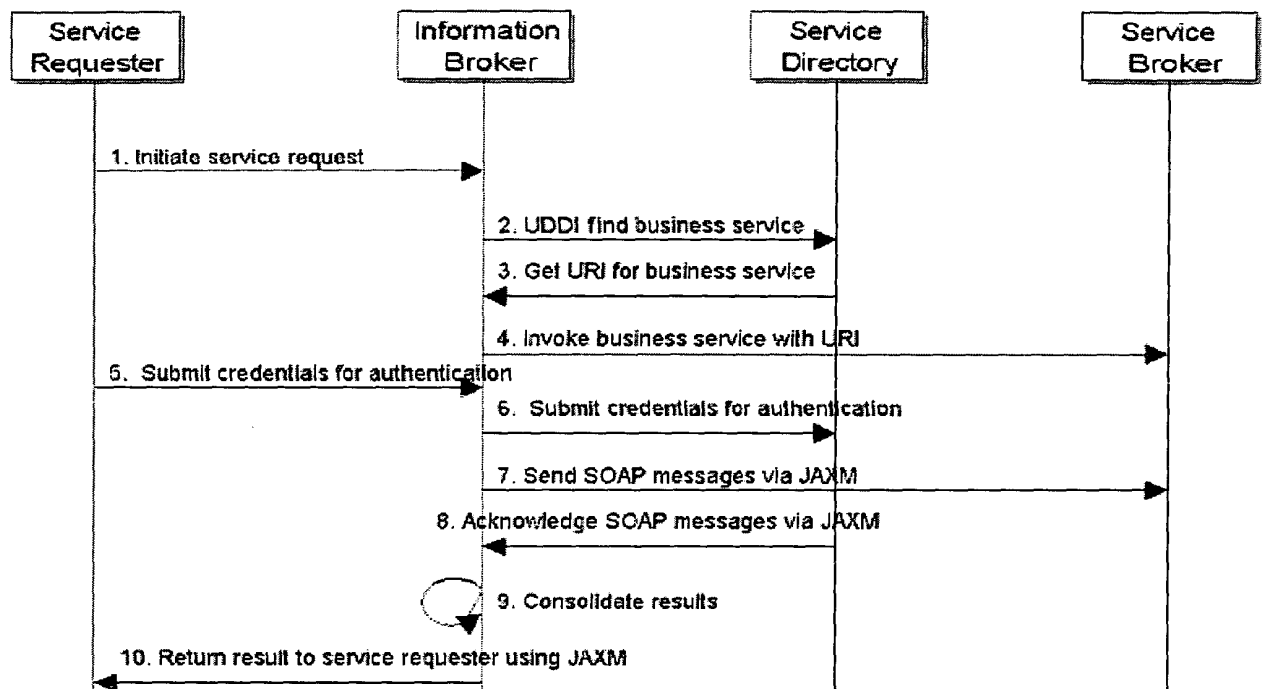 Service
Requester
Information
Broker
Service
Directory
Service
Broker
1. Initiate service request
2. UDDI find business service
3. Get URI for business service
4. Invoke business service with URI
5. Submit credentials for authentication
6. Submit credentials for authentication
7. Send SOAP messages via JAXM
8. Acknowledge SOAP messages via JAXM
9. Consolidate results
10. Return result to service requester using JAXM